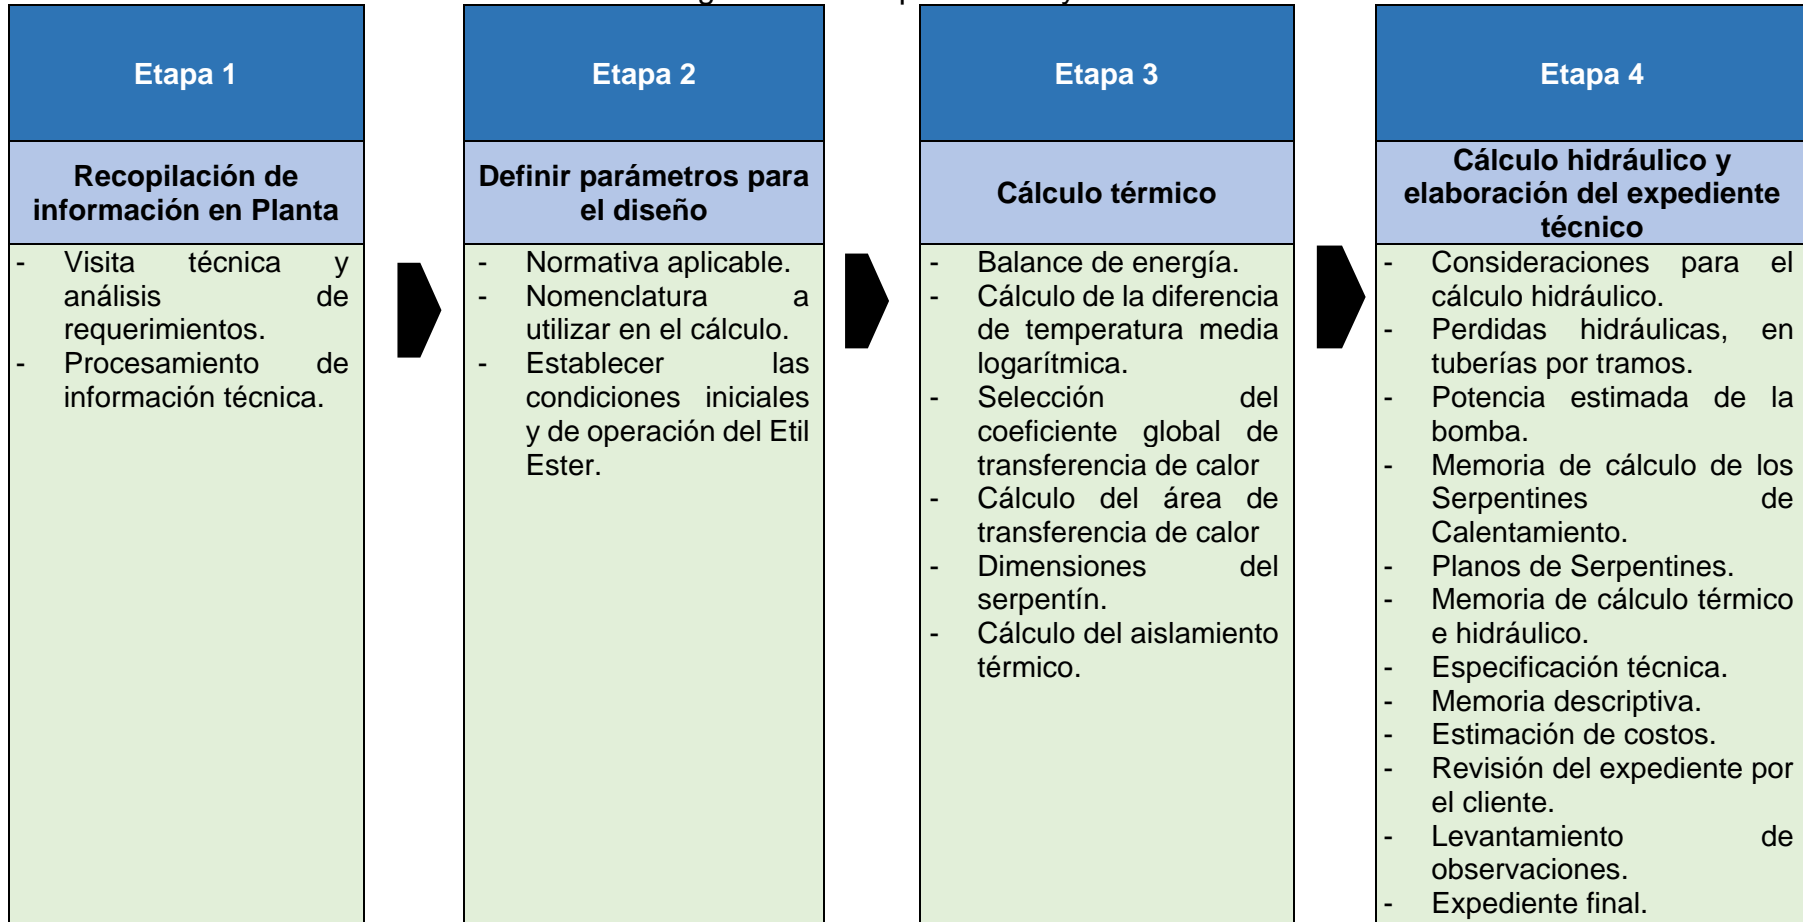 Etapa 1
Recopilación de
información en Planta
- Visita técnica y
análisis de
requerimientos.
- Procesamiento de
información técnica.
Etapa 2
Definir parámetros para
el diseño
- Normativa aplicable.
- Nomenclatura a
utilizar en el cálculo.
- Establecer las
condiciones iniciales
y de operación del Etil
Ester.
Etapa 3
Cálculo térmico
- Balance de energía.
- Cálculo de la diferencia
de temperatura media
logarítmica.
- Selección del
coeficiente global de
transferencia de calor
- Cálculo del área de
transferencia de calor
- Dimensiones del
serpentín.
- Cálculo del aislamiento
térmico.
Etapa 4
Cálculo hidráulico y
elaboración del expediente
técnico
- Consideraciones para el
cálculo hidráulico.
- Perdidas hidráulicas, en
tuberías por tramos.
- Potencia estimada de la
bomba.
- Memoria de cálculo de los
Serpentines de
Calentamiento.
- Planos de Serpentines.
- Memoria de cálculo térmico
e hidráulico.
- Especificación técnica.
- Memoria descriptiva.
- Estimación de costos.
- Revisión del expediente por
el cliente.
- Levantamiento de
observaciones.
- Expediente final.